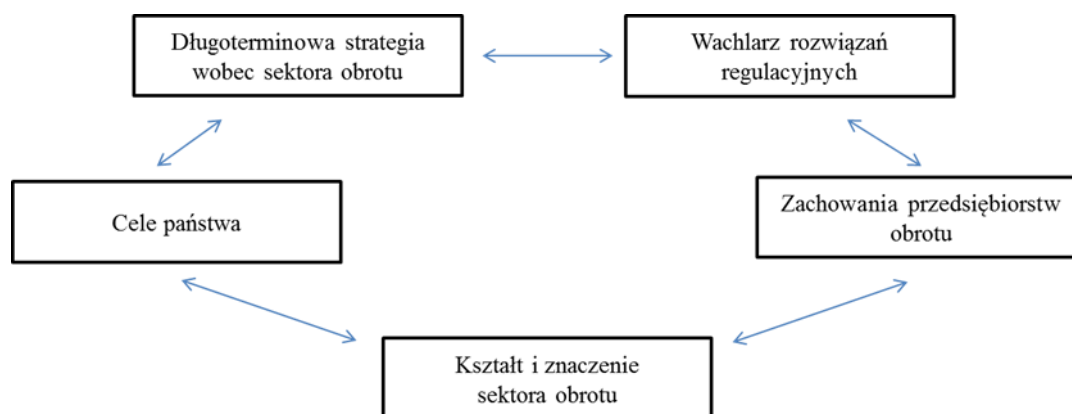 Długoterminowa strategia
wobec sektora obrotu
Wachlarz rozwiązań
regulacyjnych
Cele państwa
Zachowania przedsiębiorstw
obrotu
Kształt i znaczenie
sektora obrotu